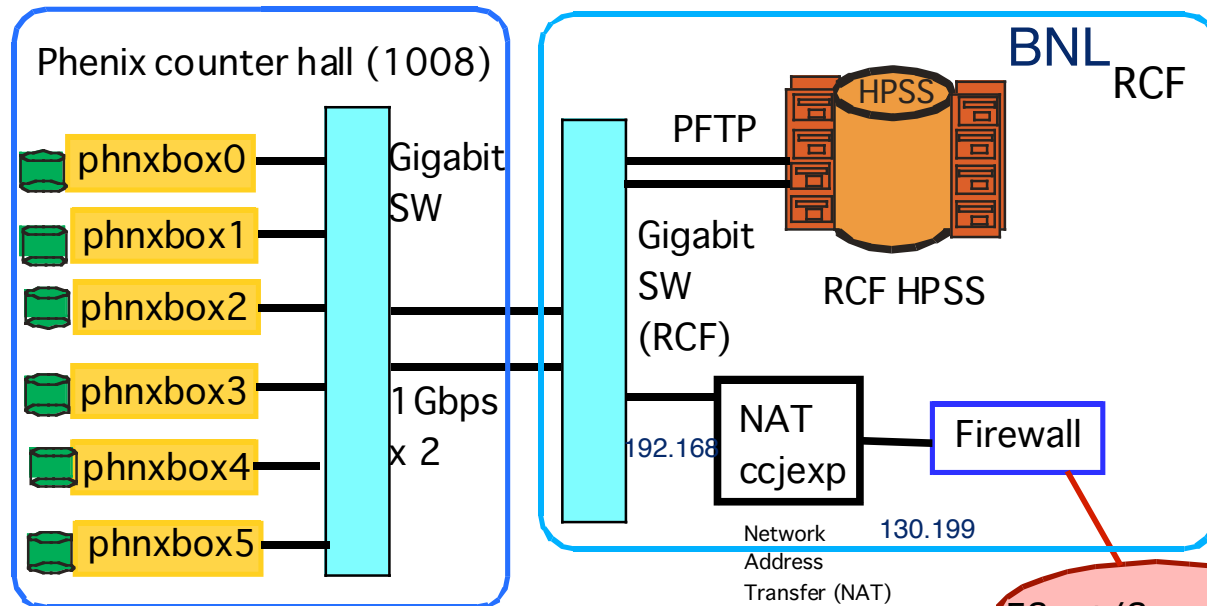 Phenix counter hall (1008)
phnxbox0
phnxbox1
phnxbox2
phnxbox3
phnxbox4
phnxbox5
Gigabit
SW
1Gbps
x 2
BNL
RCF
PFTP
HPSS
RCF HPSS
Gigabit
SW
(RCF)
192.168
NAT
ccjexp
Firewall
Network
Address
Transfer (NAT)
130.199